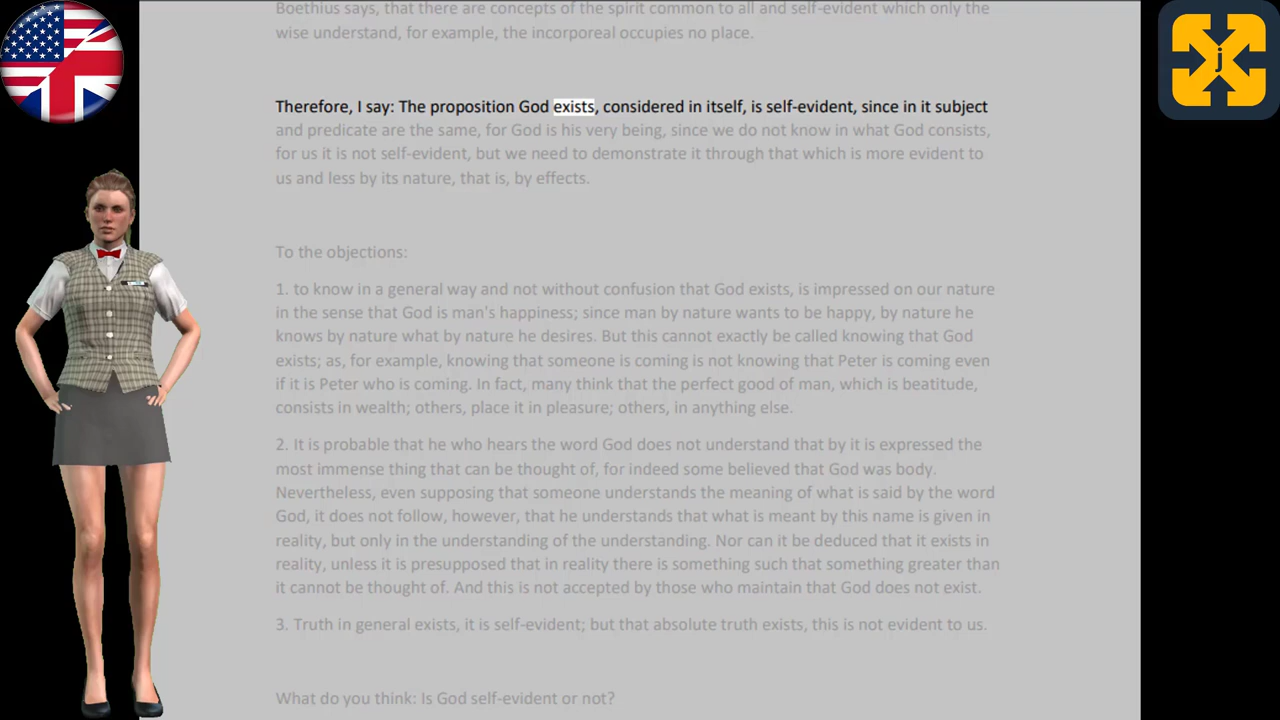 Boethius says, that there are concepts of the spirit common to all and self-evident which only the
wise understand, for example, the incorporeal occupies no place.
Therefore, I say: The proposition God exists, considered in itself, is self-evident, since in it subject
and predicate are the same, for God is his very being, since we do not know in what God consists,
for us it is not self-evident, but we need to demonstrate it through that which is more evident to
us and less by its nature, that is, by effects.
To the objections:
1. to know in a general way and not without confusion that God exists, is impressed on our nature
in the sense that God is man's happiness; since man by nature wants to be happy, by nature he
knows by nature what by nature he desires. But this cannot exactly be called knowing that God
exists; as, for example, knowing that someone is coming is not knowing that Peter is coming even
if it is Peter who is coming. In fact, many think that the perfect good of man, which is beatitude,
consists in wealth; others, place it in pleasure; others, in anything else.
2. It is probable that he who hears the word God does not understand that by it is expressed the
most immense thing that can be thought of, for indeed some believed that God was body.
Nevertheless, even supposing that someone understands the meaning of what is said by the word
God, it does not follow, however, that he understands that what is meant by this name is given in
reality, but only in the understanding of the understanding. Nor can it be deduced that it exists in
reality, unless it is presupposed that in reality there is something such that something greater than
it cannot be thought of. And this is not accepted by those who maintain that God does not exist.
3. Truth in general exists, it is self-evident; but that absolute truth exists, this is not evident to us.
What do you think: Is God self-evident or not?
j